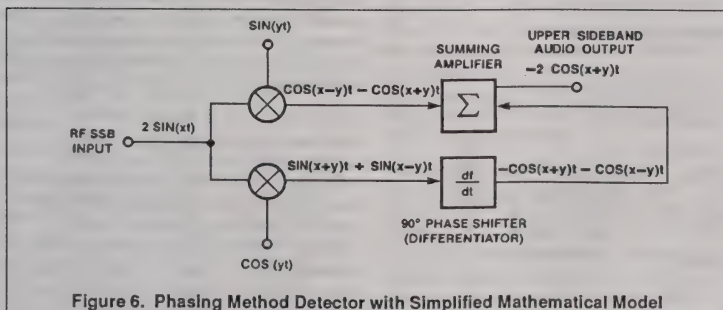 SIN(yt)
UPPER SIDEBAND
AUDIO OUTPUT
−2 COS(x+y)t
SUMMING
AMPLIFIER
COS(x−y)t − COS(x+y)t
Σ
RF SSB
INPUT
2 SIN(xt)
SIN(x+y)t + SIN(x−y)t
df
dt
−COS(x+y)t − COS(x−y)t
90° PHASE SHIFTER
(DIFFERENTIATOR)
COS (yt)
Figure 6. Phasing Method Detector with Simplified Mathematical Model